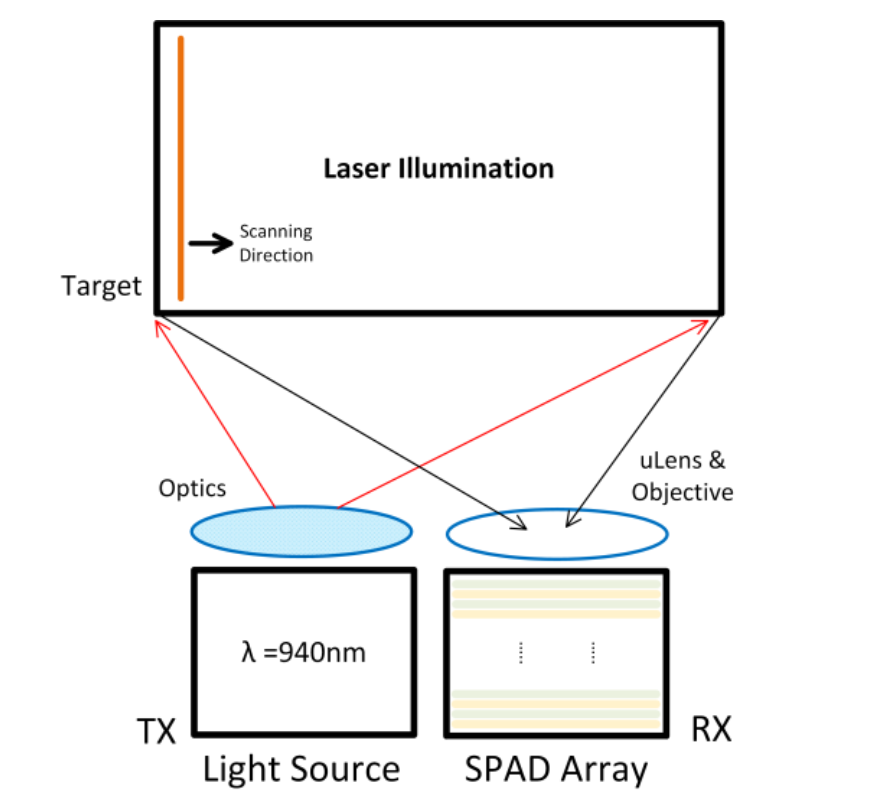 Laser Illumination
Scanning
Direction
Target
Optics
uLens &
Objective
λ =940nm
TX
RX
Light Source
SPAD Array